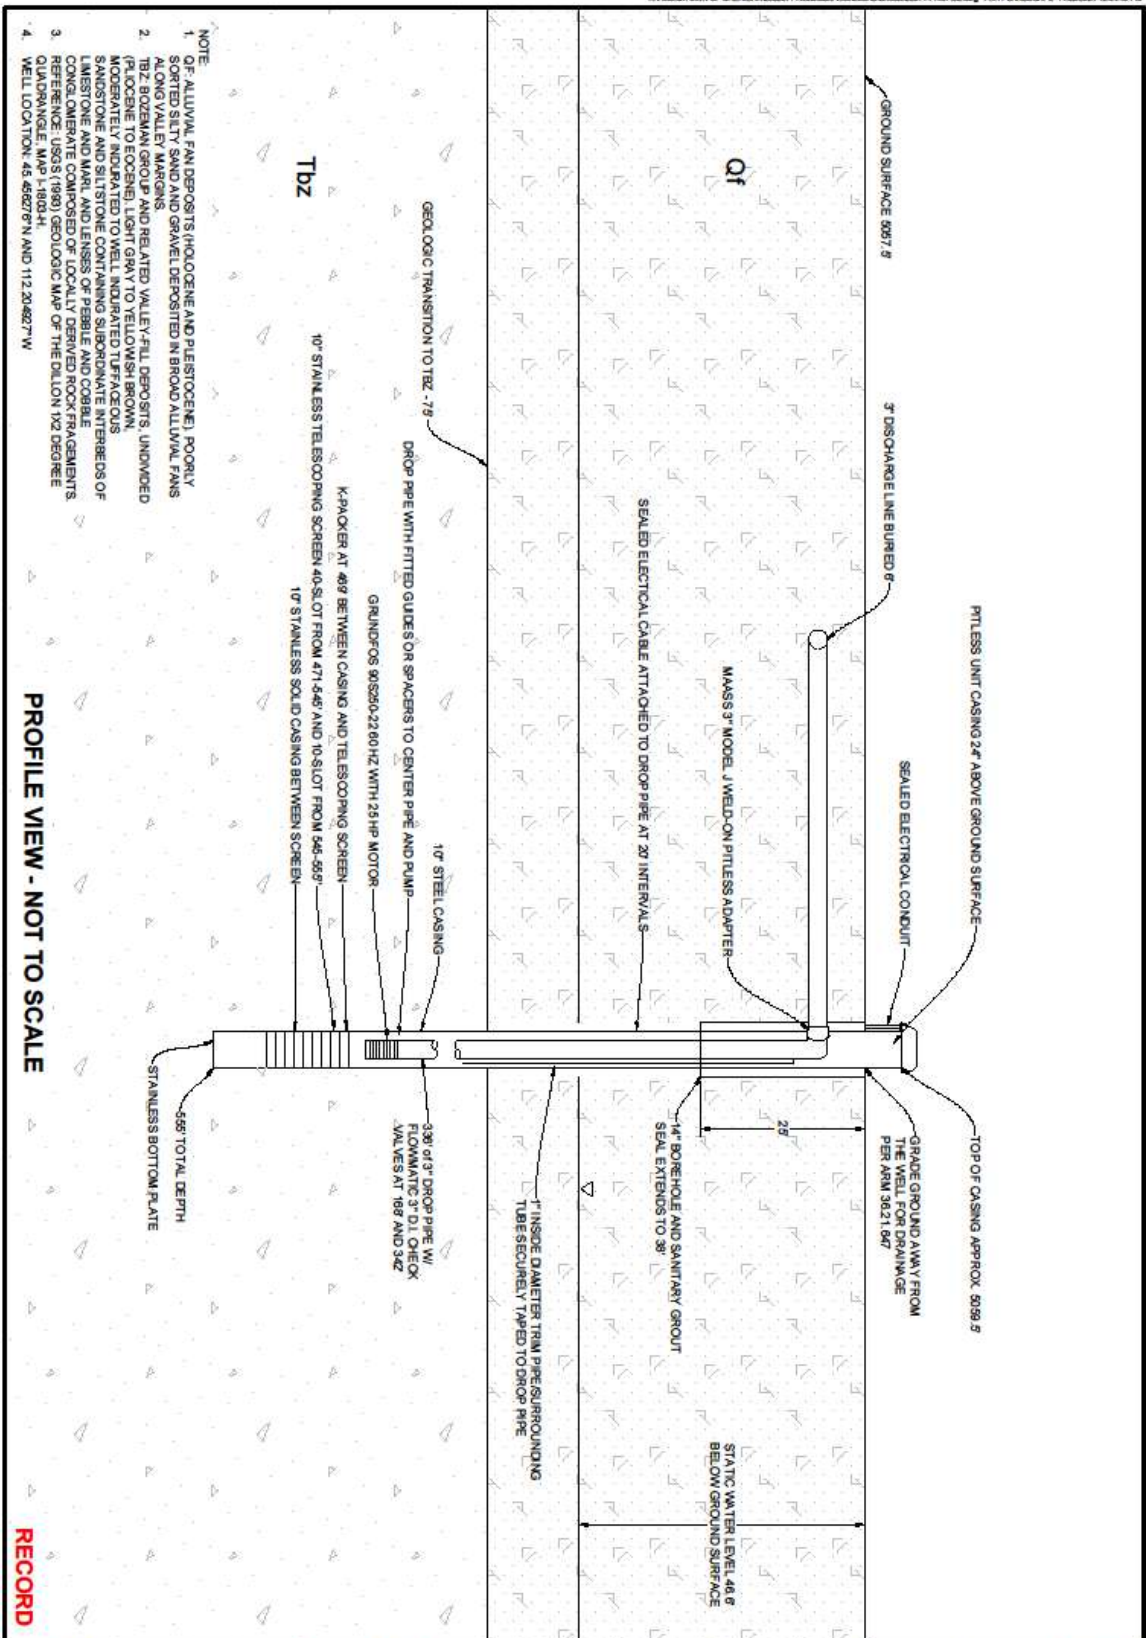 GROUND SURFACE 5057.5'
3" DISCHARGE LINE BURIED 6'
PITLESS UNIT CASING 24" ABOVE GROUND SURFACE
SEALED ELECTRICAL CONDUIT
TOP OF CASING APPROX. 5059.5'
GRADE GROUND AWAY FROM
THE WELL FOR DRAINAGE
PER ARM 36.21.647
Qf
MAASS 3" MODEL J WELD-ON PITLESS ADAPTER
25'
STATIC WATER LEVEL 46.6'
BELOW GROUND SURFACE
14" BOREHOLE AND SANITARY GROUT
SEAL EXTENDS TO 38'
SEALED ELECTRICAL CABLE ATTACHED TO DROP PIPE AT 20' INTERVALS
1" INSIDE DIAMETER TRIM PIPE/SURROUNDING
TUBE SECURELY TAPED TO DROP PIPE
GEOLOGIC TRANSITION TO TBZ - 75'
Tbz
10" STEEL CASING
DROP PIPE WITH FITTED GUIDES OR SPACERS TO CENTER PIPE AND PUMP
336' of 3" DROP PIPE W/
FLOWMATIC 3" D.I. CHECK
VALVES AT 168' AND 342'
GRUNDFOS 90S250-22 60 HZ WITH 25 HP MOTOR
K-PACKER AT 469' BETWEEN CASING AND TELESCOPING SCREEN
10" STAINLESS TELESCOPING SCREEN 40-SLOT FROM 471-545' AND 10-SLOT FROM 545-555'
10" STAINLESS SOLID CASING BETWEEN SCREEN
555' TOTAL DEPTH
STAINLESS BOTTOM PLATE
NOTE:
1. QF: ALLUVIAL FAN DEPOSITS (HOLOCENE AND PLEISTOCENE). POORLY
SORTED SILTY SAND AND GRAVEL DEPOSITED IN BROAD ALLUVIAL FANS
ALONG VALLEY MARGINS.
2. TBZ: BOZEMAN GROUP AND RELATED VALLEY-FILL DEPOSITS, UNDIVIDED
(PLIOCENE TO EOCENE). LIGHT GRAY TO YELLOWISH BROWN,
MODERATELY INDURATED TO WELL INDURATED TUFFACEOUS
SANDSTONE AND SILTSTONE CONTAINING SUBORDINATE INTERBEDS OF
LIMESTONE AND MARL AND LENSES OF PEBBLE AND COBBLE
CONGLOMERATE COMPOSED OF LOCALLY DERIVED ROCK FRAGEMENTS.
3. REFERENCE: USGS (1993) GEOLOGIC MAP OF THE DILLON 1X2 DEGREE
QUADRANGLE, MAP I-1803-H.
4. WELL LOCATION: 45.456276°N AND 112.204627°W
PROFILE VIEW - NOT TO SCALE
RECORD